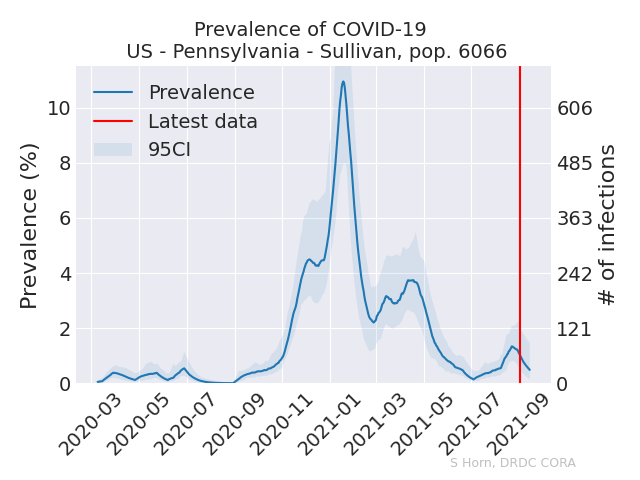 Prevalence of COVID-19
US - Pennsylvania - Sullivan, pop. 6066
Prevalence
Latest data
95CI
Prevalence (%)
10
8
6
4
2
0
606
485
363
242
121
0
# of infections
2020-03
2020-05
2020-07
2020-09
2020-11
2021-01
2021-03
2021-05
2021-07
2021-09
S Horn, DRDC CORA